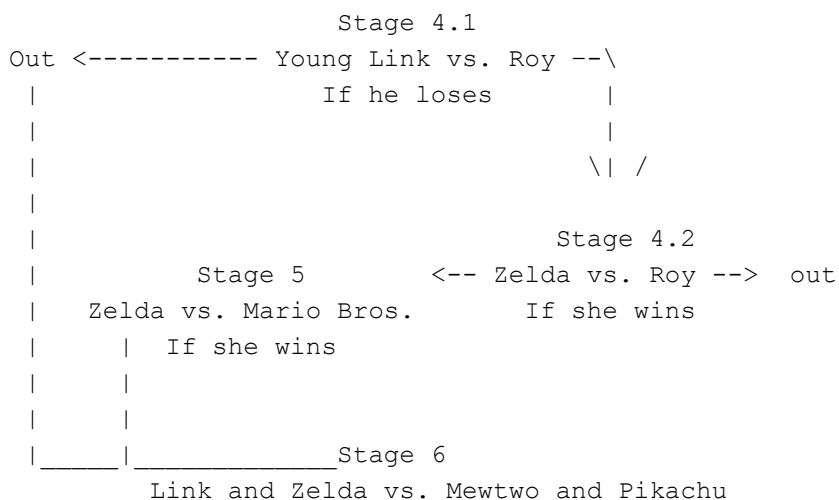 Stage 4.1
Out <----------- Young Link vs. Roy –-\
| If he loses |
| |
| \| /
|
| Stage 4.2
| Stage 5 <-- Zelda vs. Roy --> out
| Zelda vs. Mario Bros. If she wins
| | If she wins
| |
| |
|_____|_____________Stage 6
Link and Zelda vs. Mewtwo and Pikachu